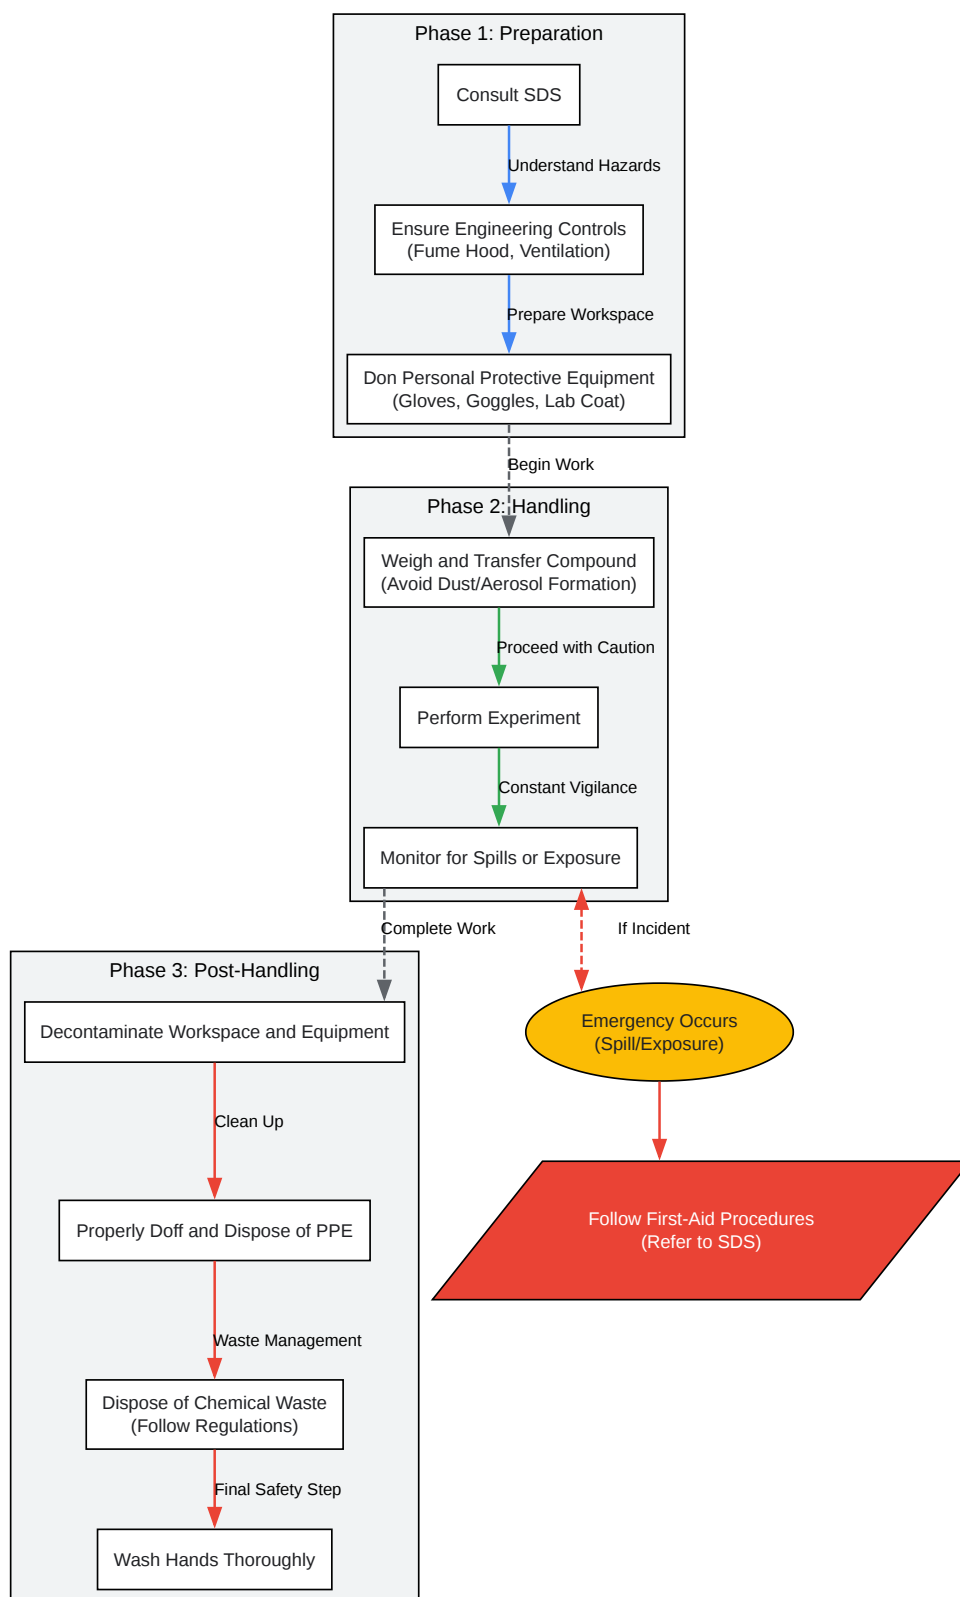 Phase 1: Preparation
Consult SDS
Understand Hazards
Ensure Engineering Controls
(Fume Hood, Ventilation)
Prepare Workspace
Don Personal Protective Equipment
(Gloves, Goggles, Lab Coat)
Begin Work
Phase 2: Handling
Weigh and Transfer Compound
(Avoid Dust/Aerosol Formation)
Proceed with Caution
Perform Experiment
Constant Vigilance
Monitor for Spills or Exposure
Complete Work
If Incident
Phase 3: Post-Handling
Decontaminate Workspace and Equipment
Emergency Occurs
(Spill/Exposure)
Clean Up
Properly Doff and Dispose of PPE
Follow First-Aid Procedures
(Refer to SDS)
Waste Management
Dispose of Chemical Waste
(Follow Regulations)
Final Safety Step
Wash Hands Thoroughly